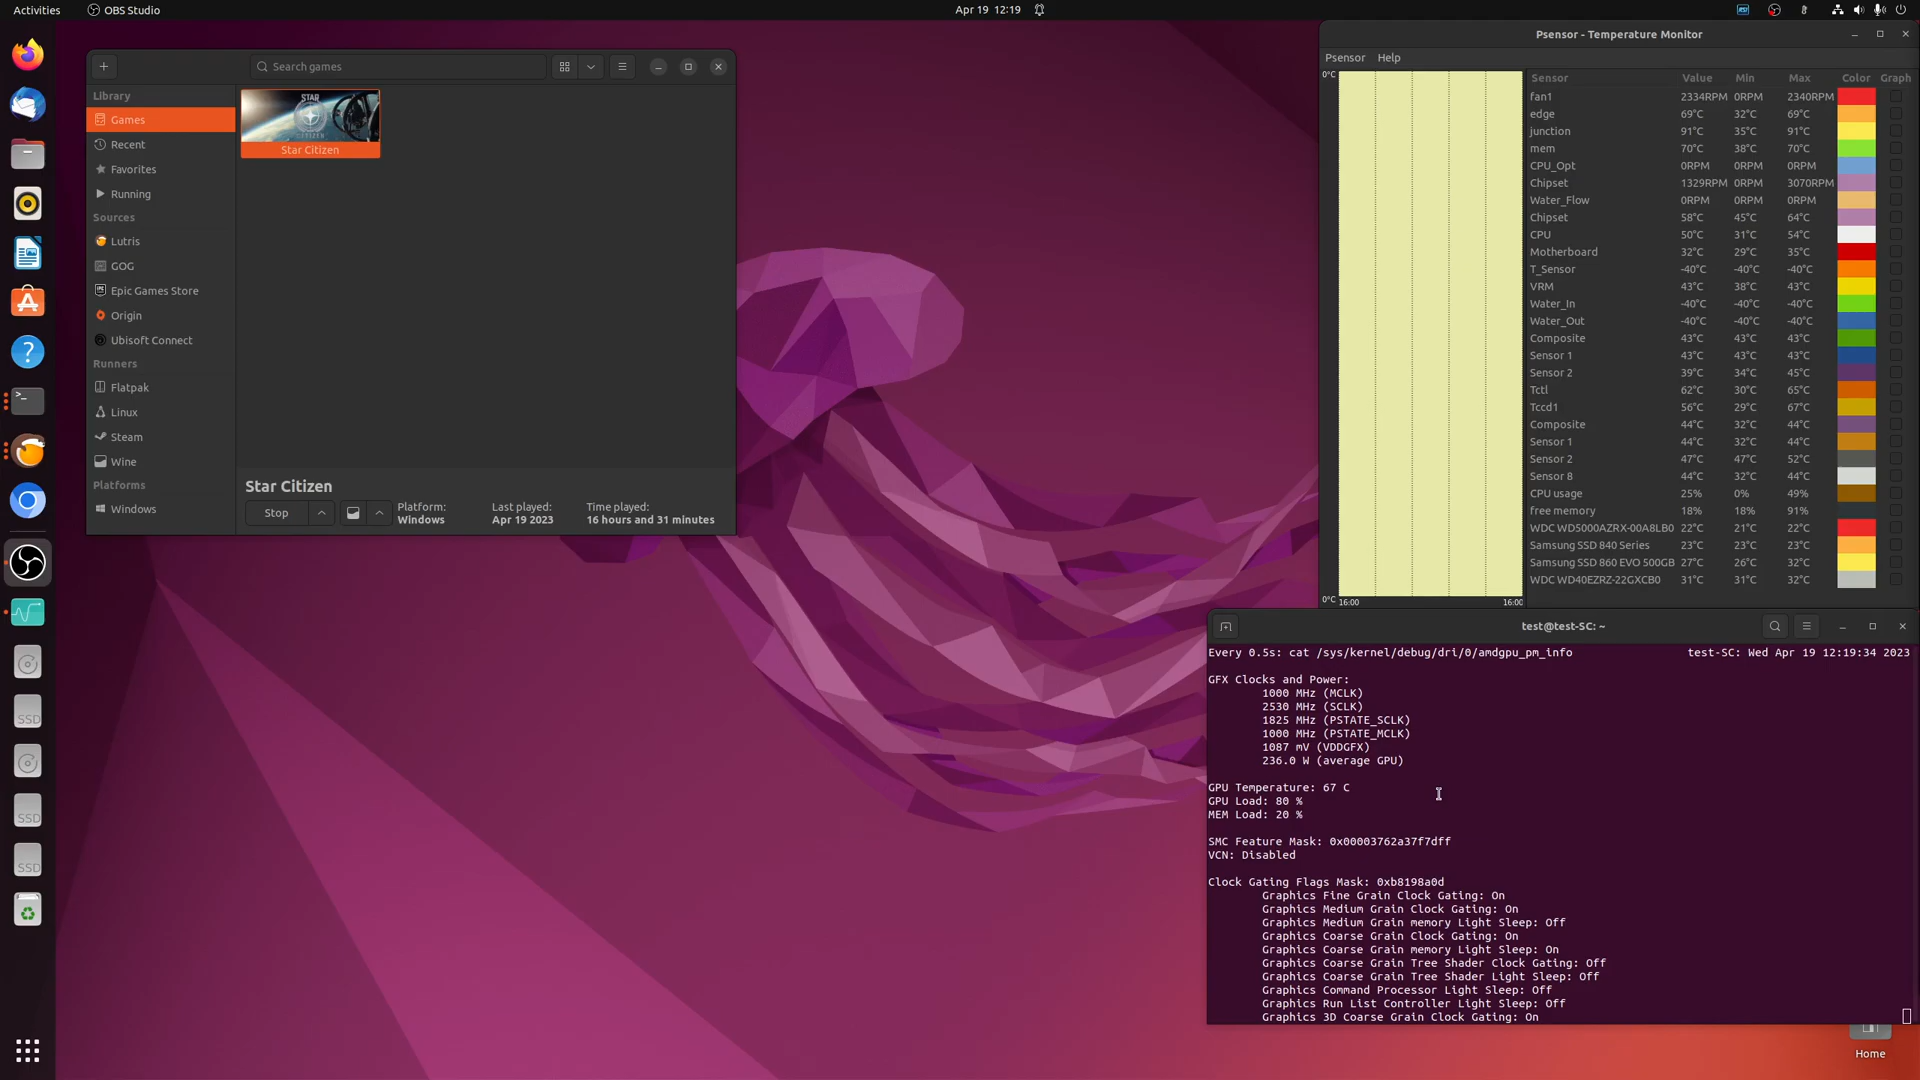 Activities
OBS Studio
Apr 19 12:19
Search games
Library
Games
Recent
Favorites
Running
Sources
Lutris
GOG
Epic Games Store
Origin
Ubisoft Connect
Runners
Flatpak
Linux
Steam
Wine
Platforms
Windows
STAR
CITIZEN
Star Citizen
Star Citizen
Stop
Platform:
Windows
Last played:
Apr 19 2023
Time played:
16 hours and 31 minutes
Psensor - Temperature Monitor
Psensor Help
0°C
0°C
16:00
16:00
Sensor Value Min Max Color Graph
fan1 2334RPM 0RPM 2340RPM
edge 69°C 32°C 69°C
junction 91°C 35°C 91°C
mem 70°C 38°C 70°C
CPU_Opt 0RPM 0RPM 0RPM
Chipset 1329RPM 0RPM 3070RPM
Water_Flow 0RPM 0RPM 0RPM
Chipset 58°C 45°C 64°C
CPU 50°C 31°C 54°C
Motherboard 32°C 29°C 35°C
T_Sensor -40°C -40°C -40°C
VRM 43°C 38°C 43°C
Water_In -40°C -40°C -40°C
Water_Out -40°C -40°C -40°C
Composite 43°C 43°C 43°C
Sensor 1 43°C 43°C 43°C
Sensor 2 39°C 34°C 45°C
Tctl 62°C 30°C 65°C
Tccd1 56°C 29°C 67°C
Composite 44°C 32°C 44°C
Sensor 1 44°C 32°C 44°C
Sensor 2 47°C 47°C 52°C
Sensor 8 44°C 32°C 44°C
CPU usage 25% 0% 49%
free memory 18% 18% 91%
WDC WD5000AZRX-00A8LB0 22°C 21°C 22°C
Samsung SSD 840 Series 23°C 23°C 23°C
Samsung SSD 860 EVO 500GB 27°C 26°C 32°C
WDC WD40EZRZ-22GXCB0 31°C 31°C 32°C
test@test-SC: ~
Every 0.5s: cat /sys/kernel/debug/dri/0/amdgpu_pm_info test-SC: Wed Apr 19 12:19:34 2023
GFX Clocks and Power:
1000 MHz (MCLK)
2530 MHz (SCLK)
1825 MHz (PSTATE_SCLK)
1000 MHz (PSTATE_MCLK)
1087 mV (VDDGFX)
236.0 W (average GPU)
GPU Temperature: 67 C
GPU Load: 80 %
MEM Load: 20 %
SMC Feature Mask: 0x00003762a37f7dff
VCN: Disabled
Clock Gating Flags Mask: 0xb8198a0d
Graphics Fine Grain Clock Gating: On
Graphics Medium Grain Clock Gating: On
Graphics Medium Grain memory Light Sleep: Off
Graphics Coarse Grain Clock Gating: On
Graphics Coarse Grain memory Light Sleep: On
Graphics Coarse Grain Tree Shader Clock Gating: Off
Graphics Coarse Grain Tree Shader Light Sleep: Off
Graphics Command Processor Light Sleep: Off
Graphics Run List Controller Light Sleep: Off
Graphics 3D Coarse Grain Clock Gating: On
SSD
SSD
SSD
Home